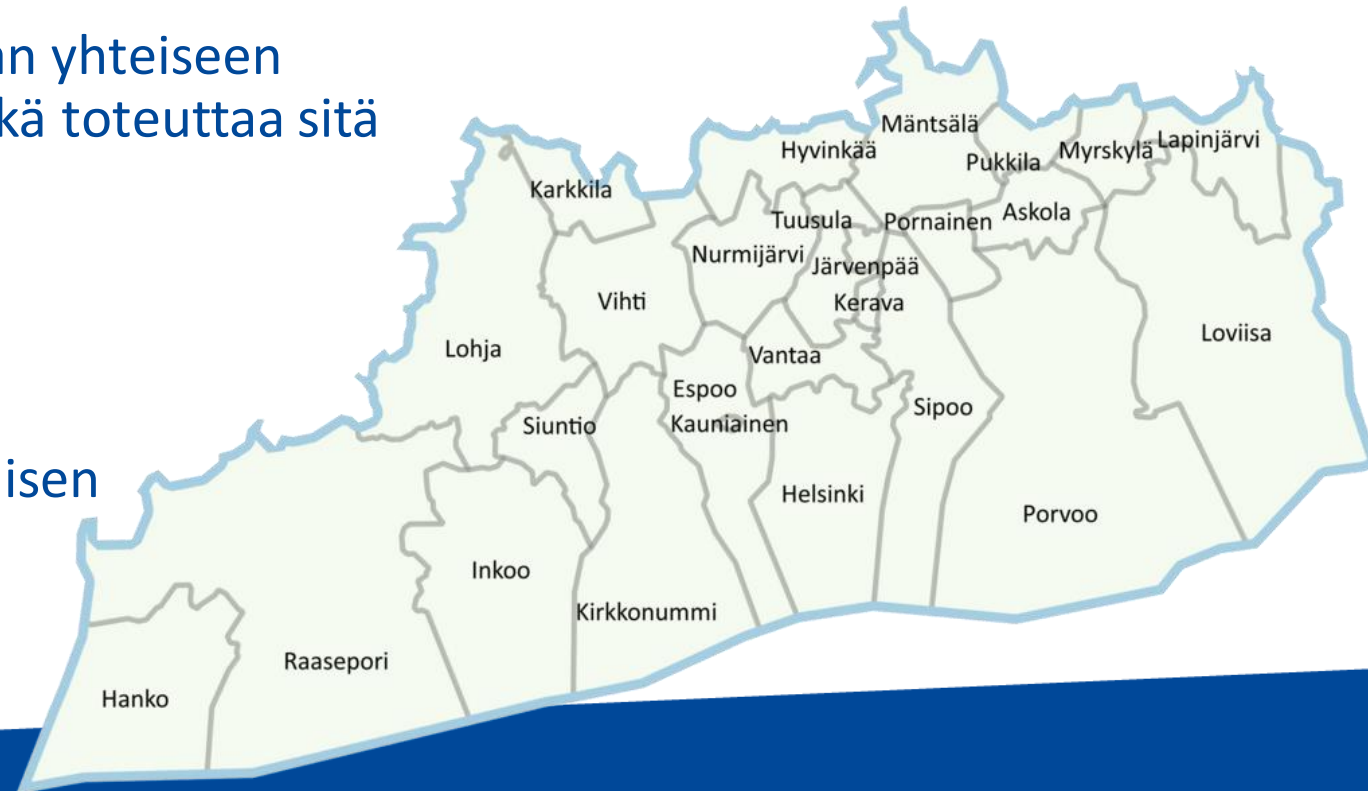 an yhteiseen
kä toteuttaa sitä
isen
Mäntsälä
Hyvinkää
Pukkila
Myrskylä
Lapinjärvi
Karkkila
Tuusula
Pornainen
Askola
Nurmijärvi
Järvenpää
Vihti
Kerava
Loviisa
Lohja
Vantaa
Espoo
Sipoo
Siuntio
Kauniainen
Helsinki
Porvoo
Inkoo
Kirkkonummi
Raasepori
Hanko